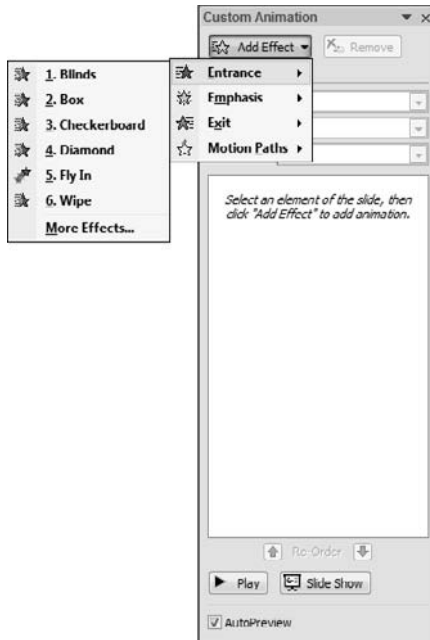 Custom Animation
Add Effect
Remove
Entrance
Emphasis
Exit
Motion Paths
1. Blinds
2. Box
3. Checkerboard
4. Diamond
5. Fly In
6. Wipe
More Effects...
Select an element of the slide, then
click "Add Effect" to add animation.
Re-Order
Play
Slide Show
AutoPreview